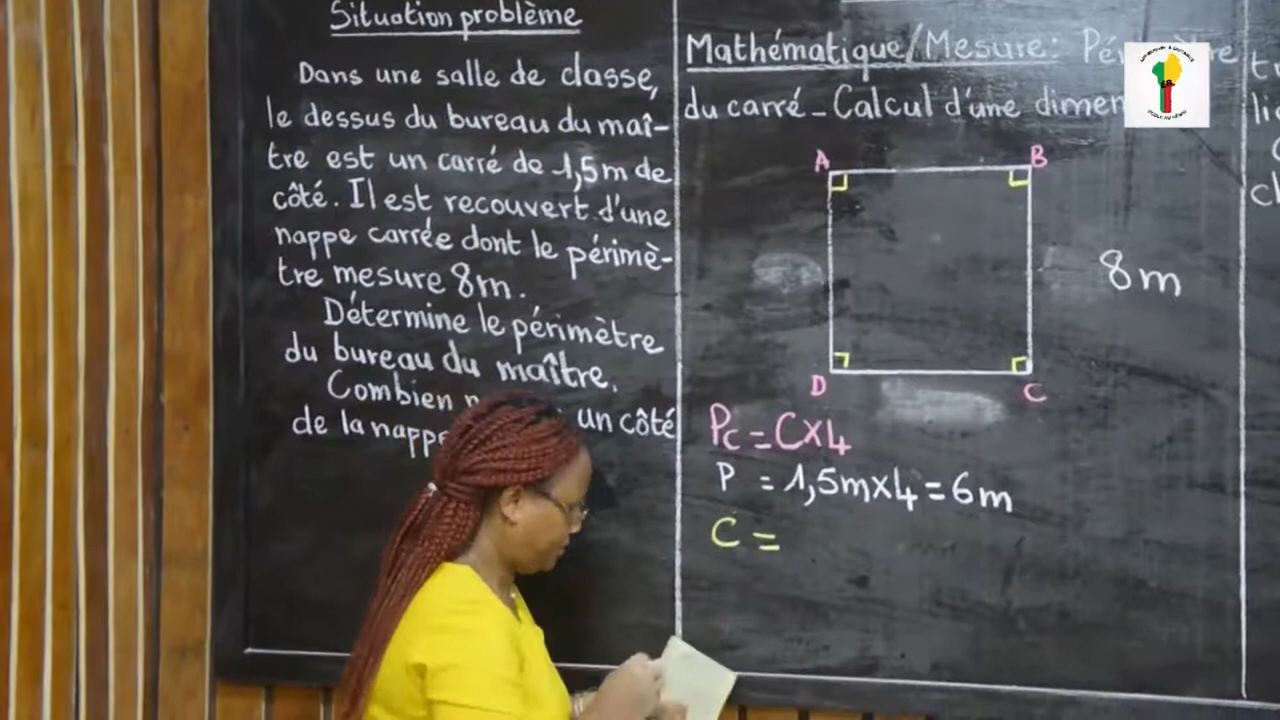 Situation problème
Dans une salle de classe,
le dessus du bureau du maî-
tre est un carré de 1,5m de
côté. Il est recouvert d'une
nappe carrée dont le périmè-
tre mesure 8m.
Détermine le périmètre
du bureau du maître.
Combien un côté
de la nappe
Mathématique/Mesure:
du carré - Calcul d'une
A B
8m
D C
Pc = C×4
P = 1,5m×4 = 6m
C =